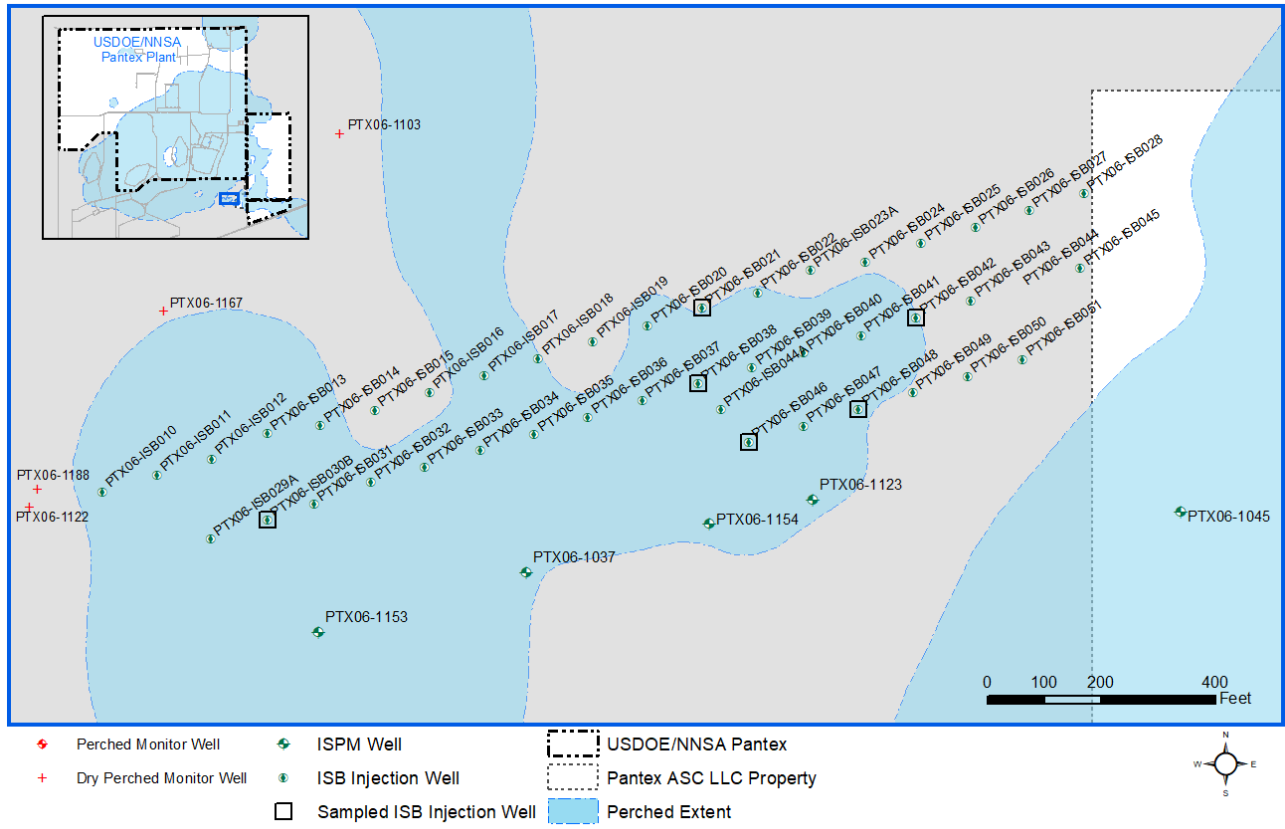 USDOE/NNSA
Pantex Plant
PTX06-1103
PTX06-1167
PTX06-1188
PTX06-1122
PTX06-ISB010
PTX06-ISB011
PTX06-ISB012
PTX06-ISB013
PTX06-ISB014
PTX06-ISB015
PTX06-ISB016
PTX06-ISB017
PTX06-ISB018
PTX06-ISB019
PTX06-ISB020
PTX06-ISB021
PTX06-ISB022
PTX06-ISB023A
PTX06-ISB024
PTX06-ISB025
PTX06-ISB026
PTX06-ISB027
PTX06-ISB028
PTX06-ISB029A
PTX06-ISB030B
PTX06-ISB031
PTX06-ISB032
PTX06-ISB033
PTX06-ISB034
PTX06-ISB035
PTX06-ISB036
PTX06-ISB037
PTX06-ISB038
PTX06-ISB039
PTX06-ISB040
PTX06-ISB041
PTX06-ISB042
PTX06-ISB043
PTX06-ISB044
PTX06-ISB045
PTX06-ISB044A
PTX06-ISB046
PTX06-ISB047
PTX06-ISB048
PTX06-ISB049
PTX06-ISB050
PTX06-ISB051
PTX06-1123
PTX06-1154
PTX06-1045
PTX06-1037
PTX06-1153
0 100 200 400
Feet
Perched Monitor Well
ISPM Well
USDOE/NNSA Pantex
Dry Perched Monitor Well
ISB Injection Well
Pantex ASC LLC Property
Sampled ISB Injection Well
Perched Extent
N
W
E
S